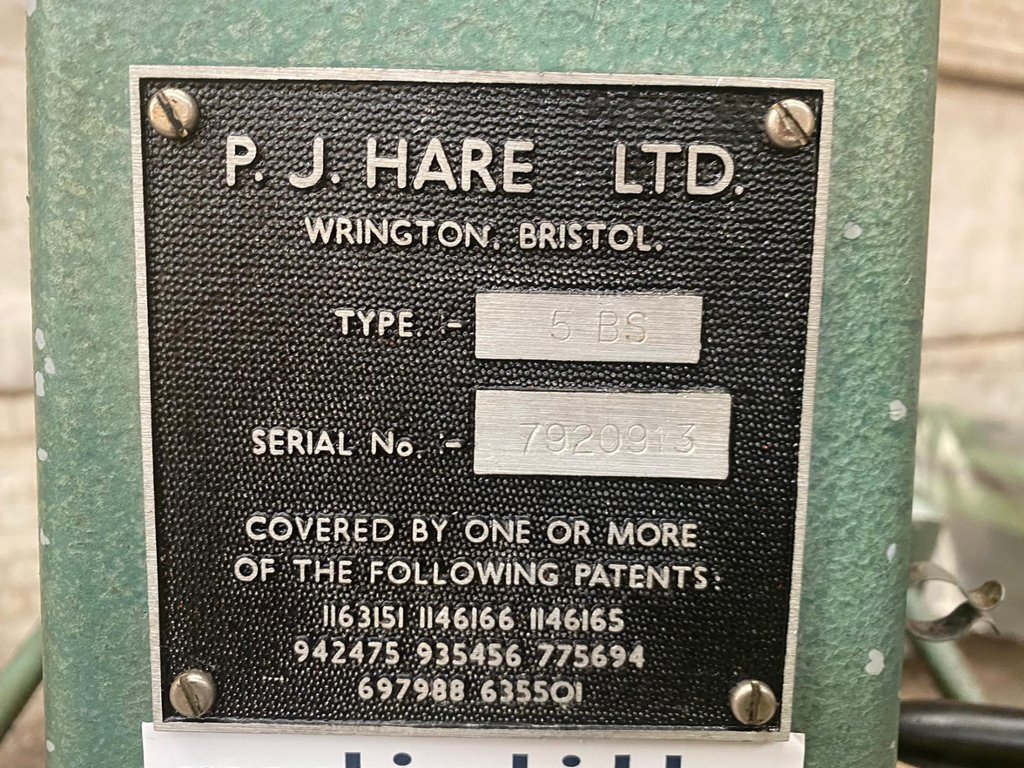 P. J. HARE LTD.
WRINGTON. BRISTOL.
TYPE :- 5 BS
SERIAL No. :- 7920913
COVERED BY ONE OR MORE
OF THE FOLLOWING PATENTS:
1163151 1146166 1146165
942475 935456 775694
697988 635501